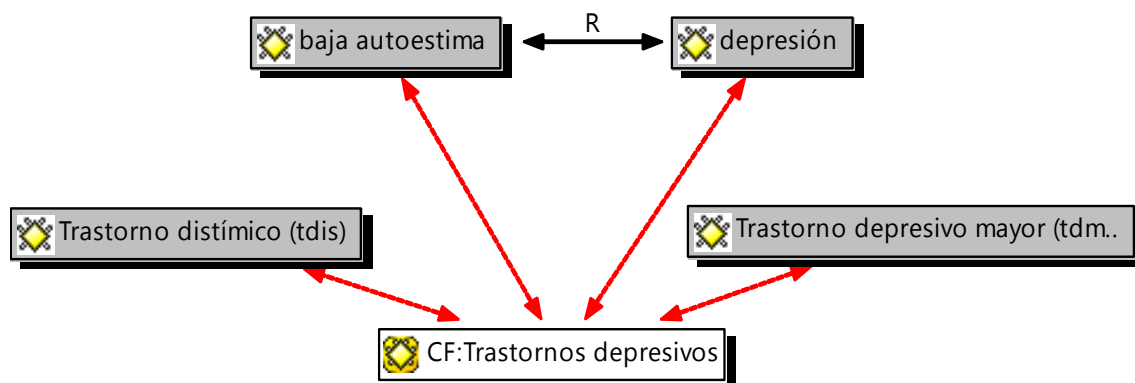 baja autoestima
R
depresión
Trastorno distímico (tdis)
Trastorno depresivo mayor (tdm..
CF:Trastornos depresivos